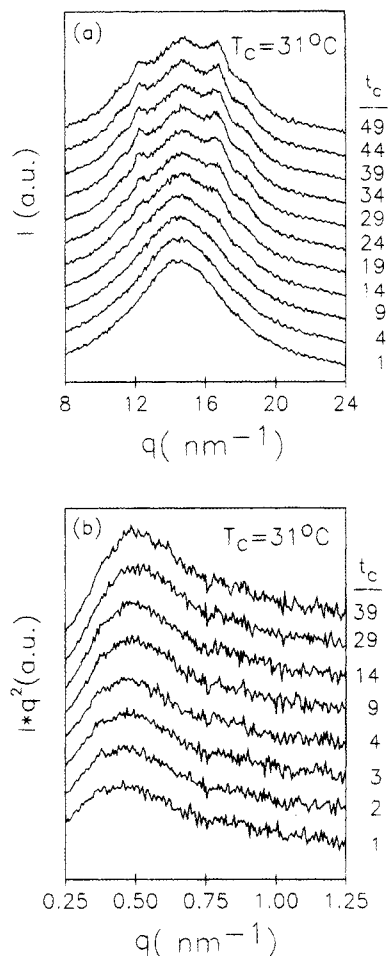 (a)
T_c=31°C
t_c
49
44
39
34
29
24
19
14
9
4
1
I (a.u.)
8 12 16 20 24
q( nm⁻¹)
(b)
T_c=31°C
t_c
39
29
14
9
4
3
2
1
I*q²(a.u.)
0.25 0.50 0.75 1.00 1.25
q( nm⁻¹)